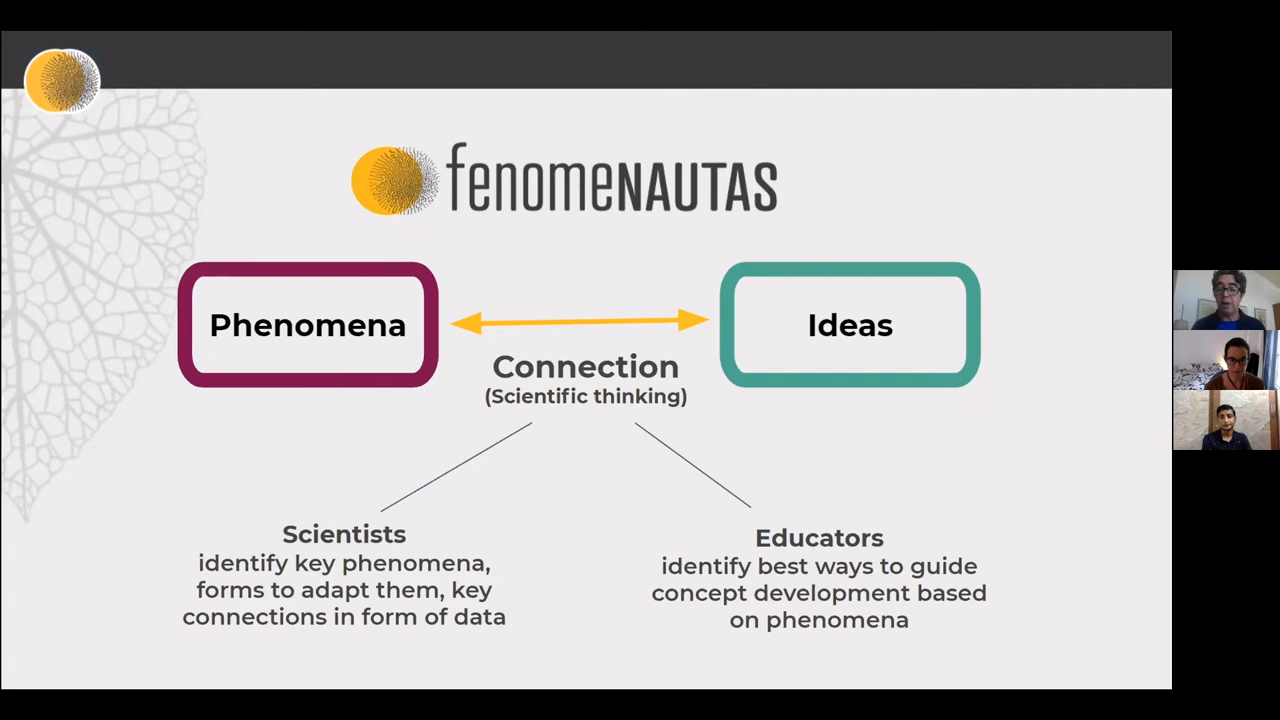 fenomeNAUTAS
Phenomena
Ideas
Connection
(Scientific thinking)
Scientists
identify key phenomena,
forms to adapt them, key
connections in form of data
Educators
identify best ways to guide
concept development based
on phenomena